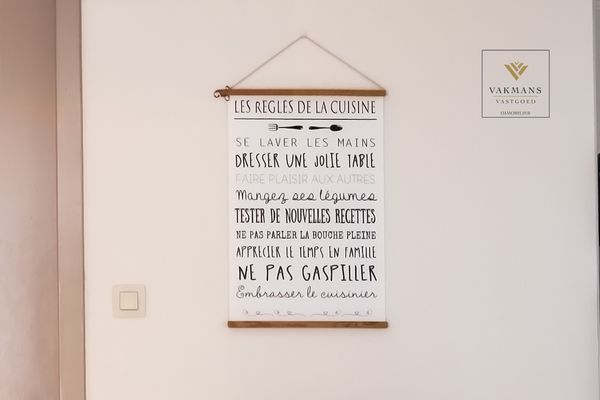 LES REGLES DE LA CUISINE
SE LAVER LES MAINS
DRESSER UNE JOLIE TABLE
FAIRE PLAISIR AUX AUTRES
Mangez ses légumes
TESTER DE NOUVELLES RECETTES
NE PAS PARLER LA BOUCHE PLEINE
APPRECIER LE TEMPS EN FAMILLE
NE PAS GASPILLER
Embrasser le cuisinier
VAKMANS
VASTGOED
IMMOBILIER